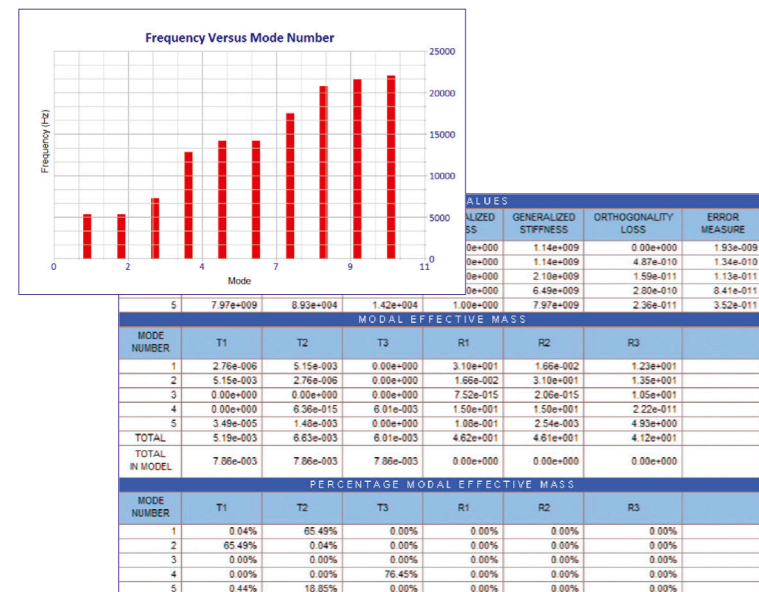 Frequency Versus Mode Number
25000
20000
15000
10000
5000
0
Frequency (Hz)
0 2 4 7 9 11
Mode
ALUES
ALIZED GENERALIZED ORTHOGONALITY ERROR
SS STIFFNESS LOSS MEASURE
0e+000 1.14e+009 0.00e+000 1.93e-009
0e+000 1.14e+009 4.87e-010 1.34e-010
0e+000 2.10e+009 1.59e-011 1.13e-011
0e+000 6.49e+009 2.80e-010 8.41e-011
5 7.97e+009 8.93e+004 1.42e+004 1.00e+000 7.97e+009 2.36e-011 3.52e-011
MODAL EFFECTIVE MASS
MODE
NUMBER T1 T2 T3 R1 R2 R3
1 2.76e-006 5.15e-003 0.00e+000 3.10e+001 1.66e-002 1.23e+001
2 5.15e-003 2.76e-006 0.00e+000 1.66e-002 3.10e+001 1.35e+001
3 0.00e+000 0.00e+000 0.00e+000 7.52e-015 2.06e-015 1.05e+001
4 0.00e+000 6.36e-015 6.01e-003 1.50e+001 1.50e+001 2.22e-011
5 3.49e-005 1.48e-003 0.00e+000 1.08e-001 2.54e-003 4.93e+000
TOTAL 5.19e-003 6.63e-003 6.01e-003 4.62e+001 4.61e+001 4.12e+001
TOTAL
IN MODEL 7.86e-003 7.86e-003 7.86e-003 0.00e+000 0.00e+000 0.00e+000
PERCENTAGE MODAL EFFECTIVE MASS
MODE
NUMBER T1 T2 T3 R1 R2 R3
1 0.04% 65.49% 0.00% 0.00% 0.00% 0.00%
2 65.49% 0.04% 0.00% 0.00% 0.00% 0.00%
3 0.00% 0.00% 0.00% 0.00% 0.00% 0.00%
4 0.00% 0.00% 76.45% 0.00% 0.00% 0.00%
5 0.44% 18.85% 0.00% 0.00% 0.00% 0.00%